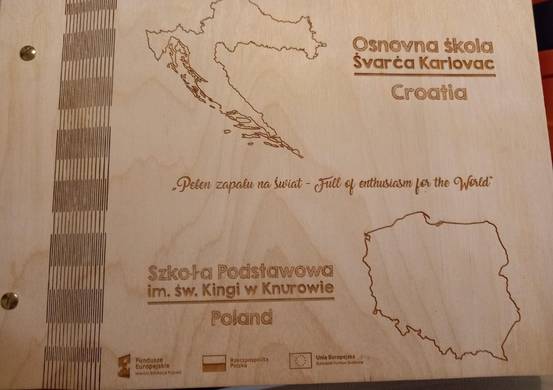 Osnovna škola
Švarča Karlovac
Croatia
„Pełen zapału na Świat - Full of enthusiasm for the World"
Szkoła Podstawowa
im. św. Kingi w Knurowie
Poland
Fundusze
Europejskie
Rzeczpospolita
Polska
Unia Europejska